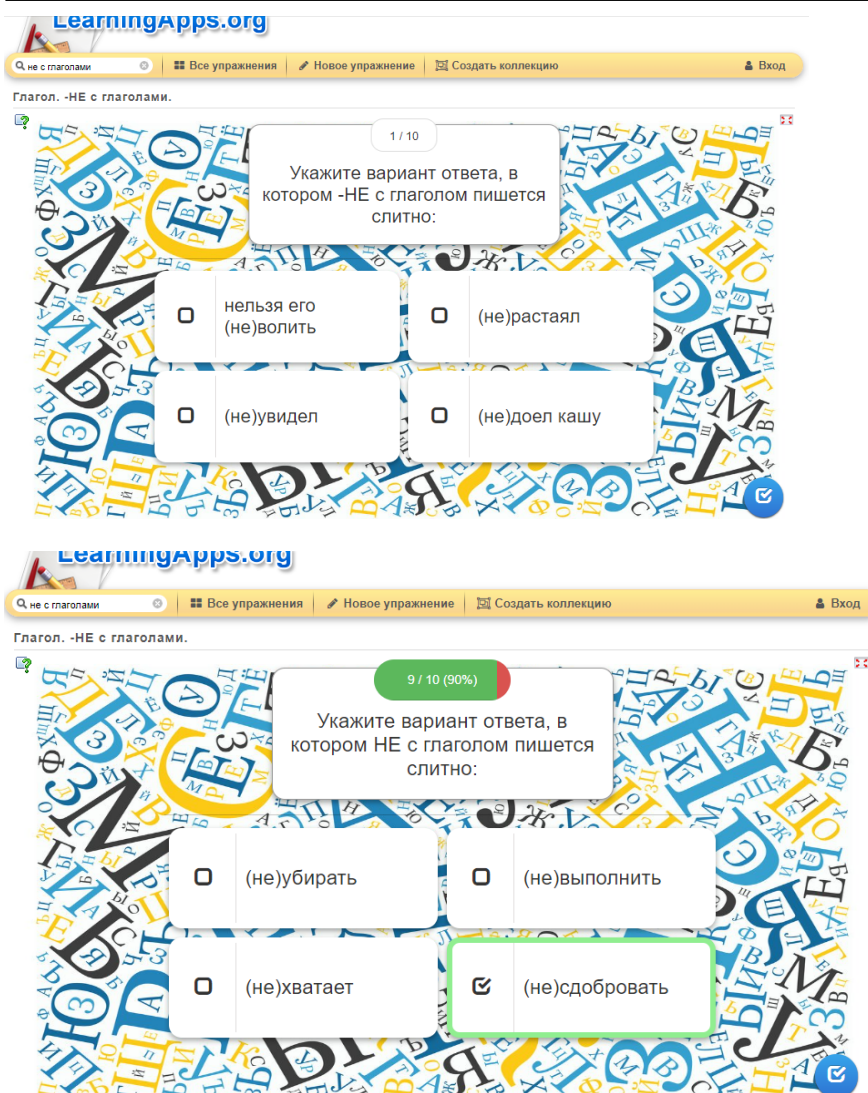 LearningApps.org
не с глаголами
Все упражнения
Новое упражнение
Создать коллекцию
Вход
Глагол. -НЕ с глаголами.
1 / 10
Укажите вариант ответа, в
котором -НЕ с глаголом пишется
слитно:
нельзя его
(не)волить
(не)растаял
(не)увидел
(не)доел кашу
LearningApps.org
не с глаголами
Все упражнения
Новое упражнение
Создать коллекцию
Вход
Глагол. -НЕ с глаголами.
9 / 10 (90%)
Укажите вариант ответа, в
котором НЕ с глаголом пишется
слитно:
(не)убирать
(не)выполнить
(не)хватает
(не)сдобровать